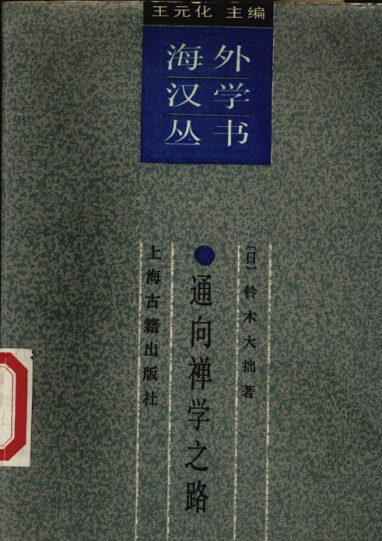 王元化 主编
海外
汉学
丛书
〔日〕铃木大拙著
通向禅学之路
上海古籍出版社